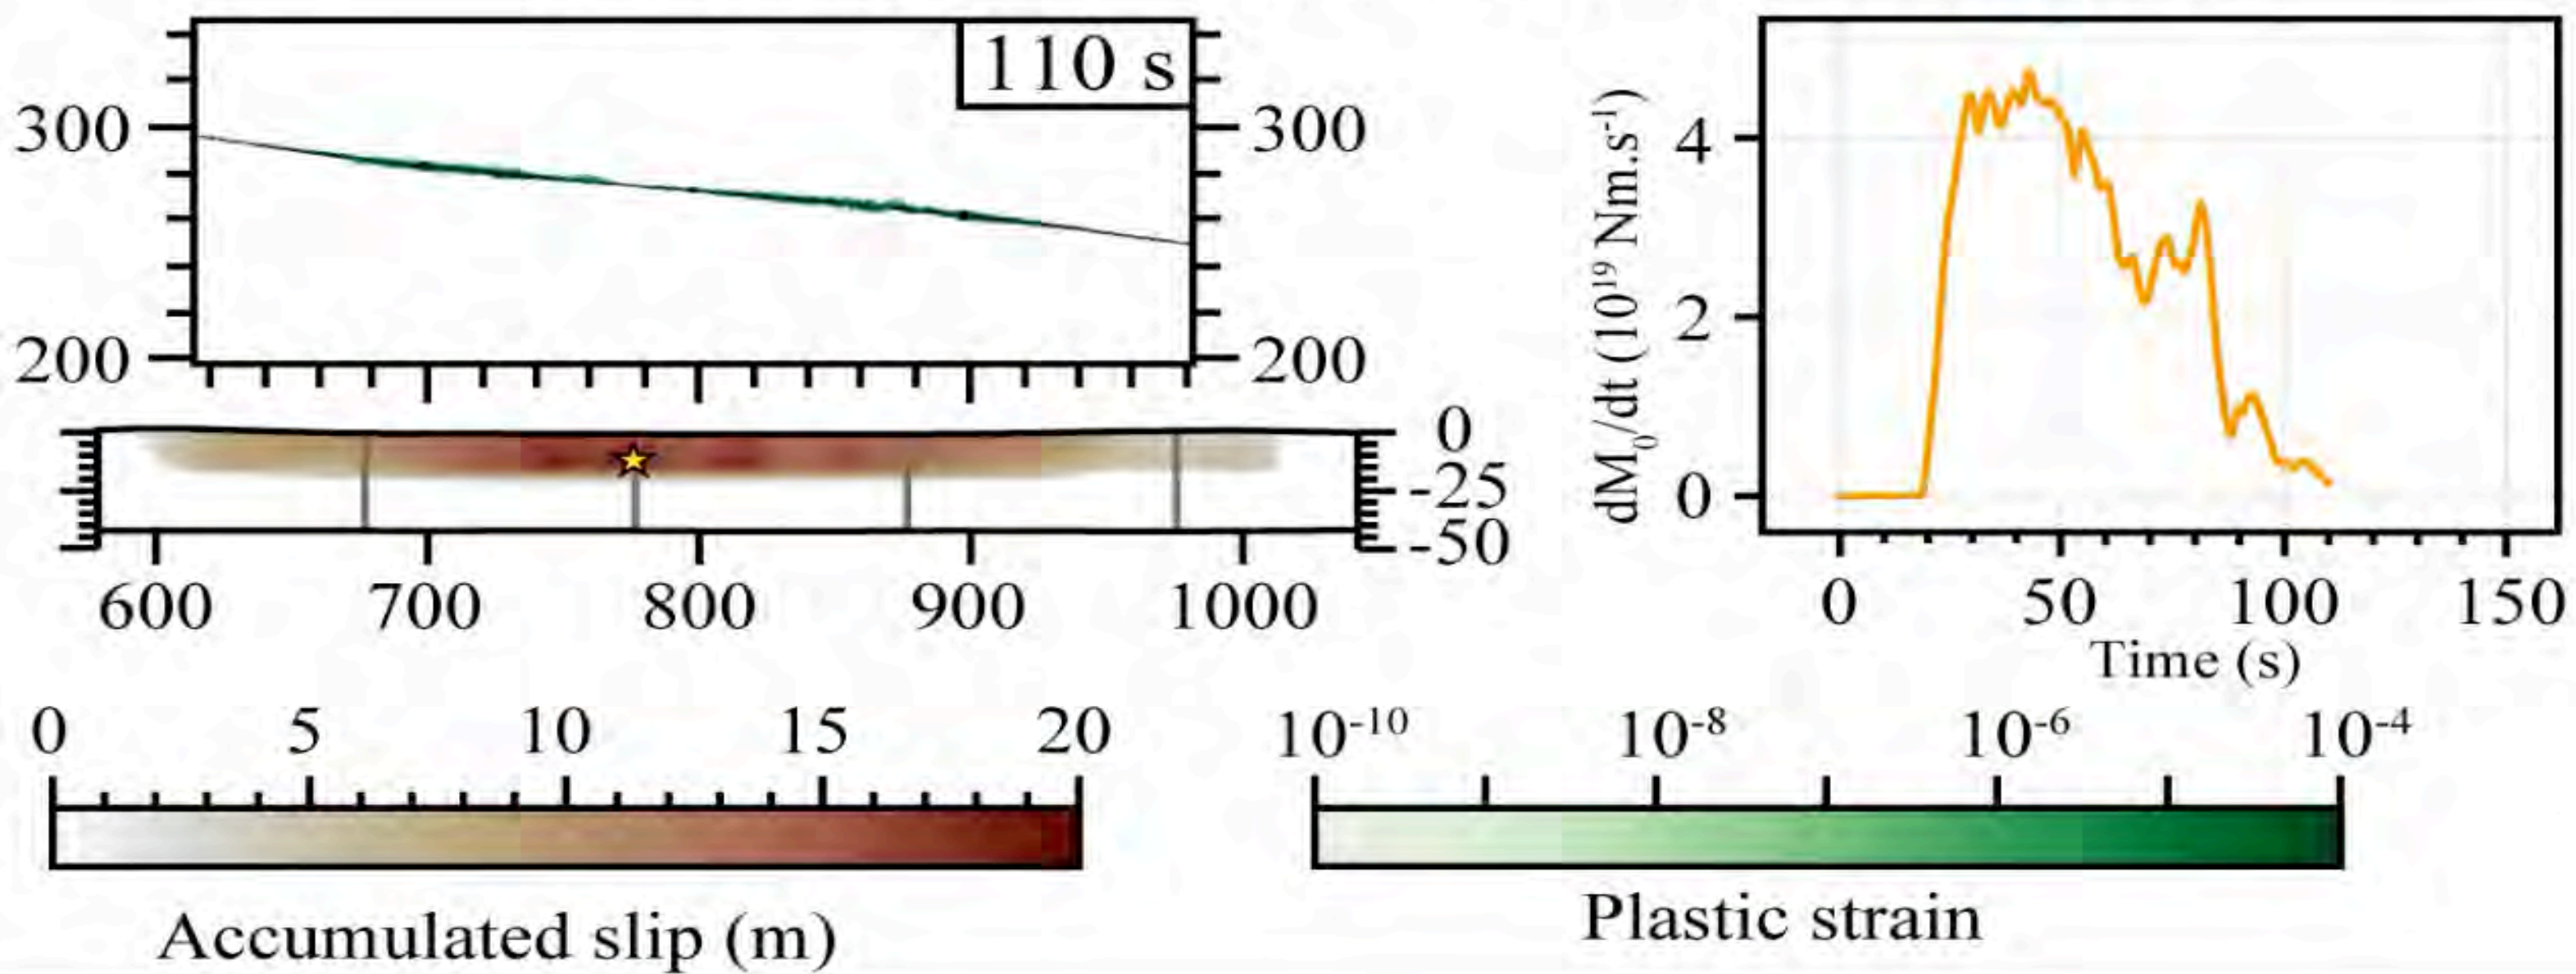 110 s
300
300
200
200
0
-25
-50
600 700 800 900 1000
dM₀/dt (10¹⁹ Nm.s⁻¹)
4
2
0
0 50 100 150
Time (s)
0 5 10 15 20
Accumulated slip (m)
10⁻¹⁰ 10⁻⁸ 10⁻⁶ 10⁻⁴
Plastic strain